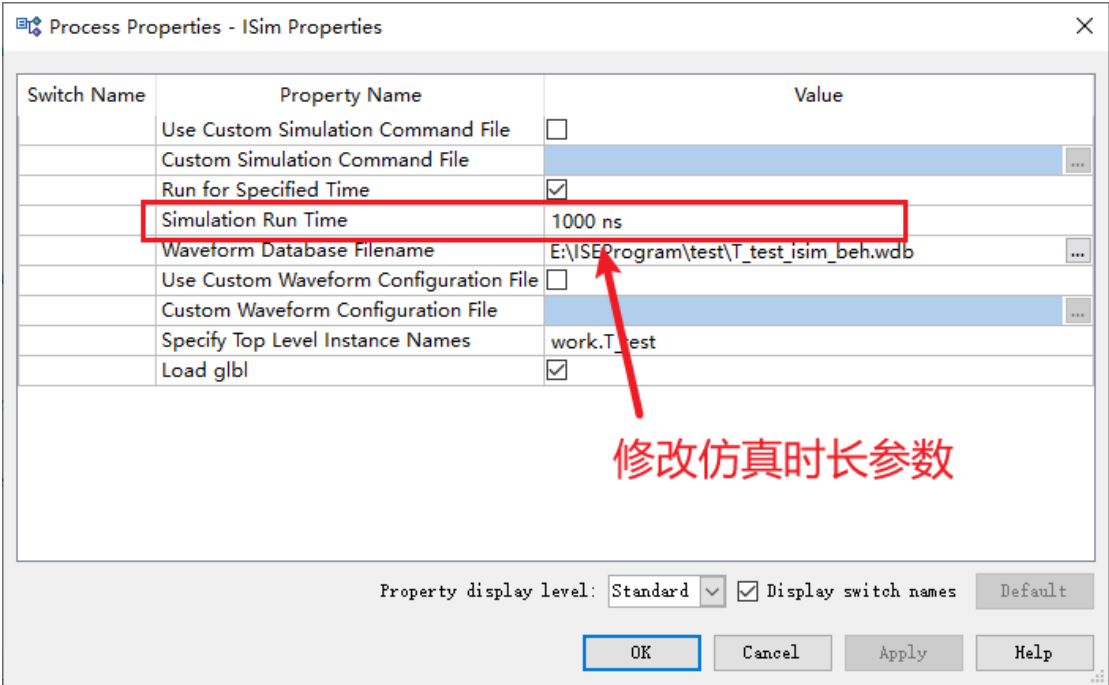 Process Properties - ISim Properties
Switch Name Property Name Value
Use Custom Simulation Command File
Custom Simulation Command File ...
Run for Specified Time
Simulation Run Time 1000 ns
Waveform Database Filename E:\ISEProgram\test\T_test_isim_beh.wdb ...
Use Custom Waveform Configuration File
Custom Waveform Configuration File ...
Specify Top Level Instance Names work.T_test
Load glbl
修改仿真时长参数
Property display level: Standard Display switch names Default
OK Cancel Apply Help